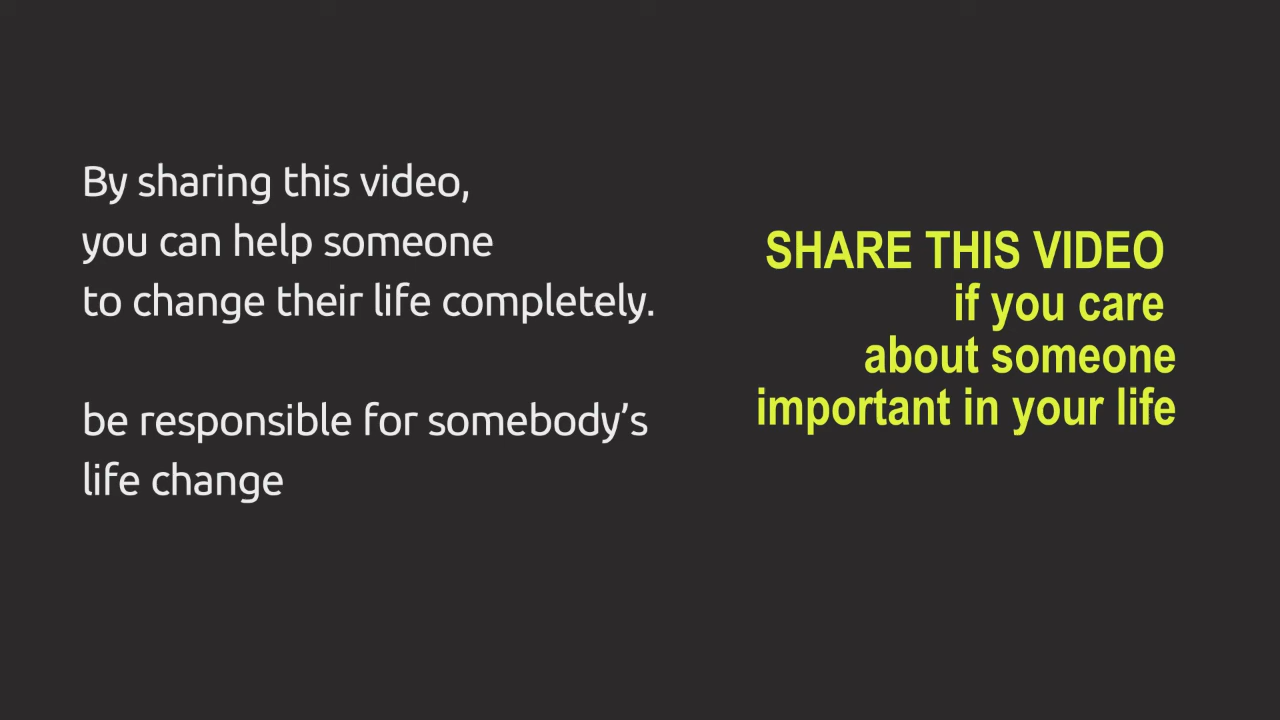 By sharing this video,
you can help someone
to change their life completely.
be responsible for somebody’s
life change
SHARE THIS VIDEO
if you care
about someone
important in your life